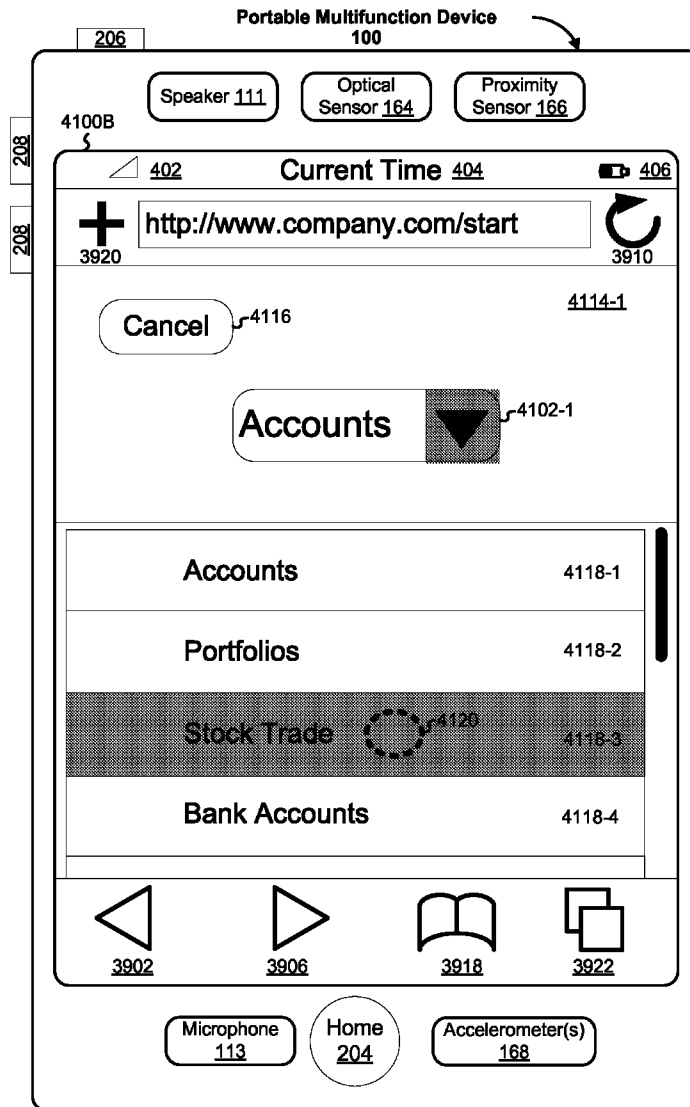 Portable Multifunction Device
100
206
Speaker 111
Optical
Sensor 164
Proximity
Sensor 166
4100B
208
208
402
Current Time 404
406
http://www.company.com/start
3920
3910
Cancel
4116
4114-1
Accounts
4102-1
Accounts
4118-1
Portfolios
4118-2
Stock Trade
4120
4118-3
Bank Accounts
4118-4
3902
3906
3918
3922
Microphone
113
Home
204
Accelerometer(s)
168